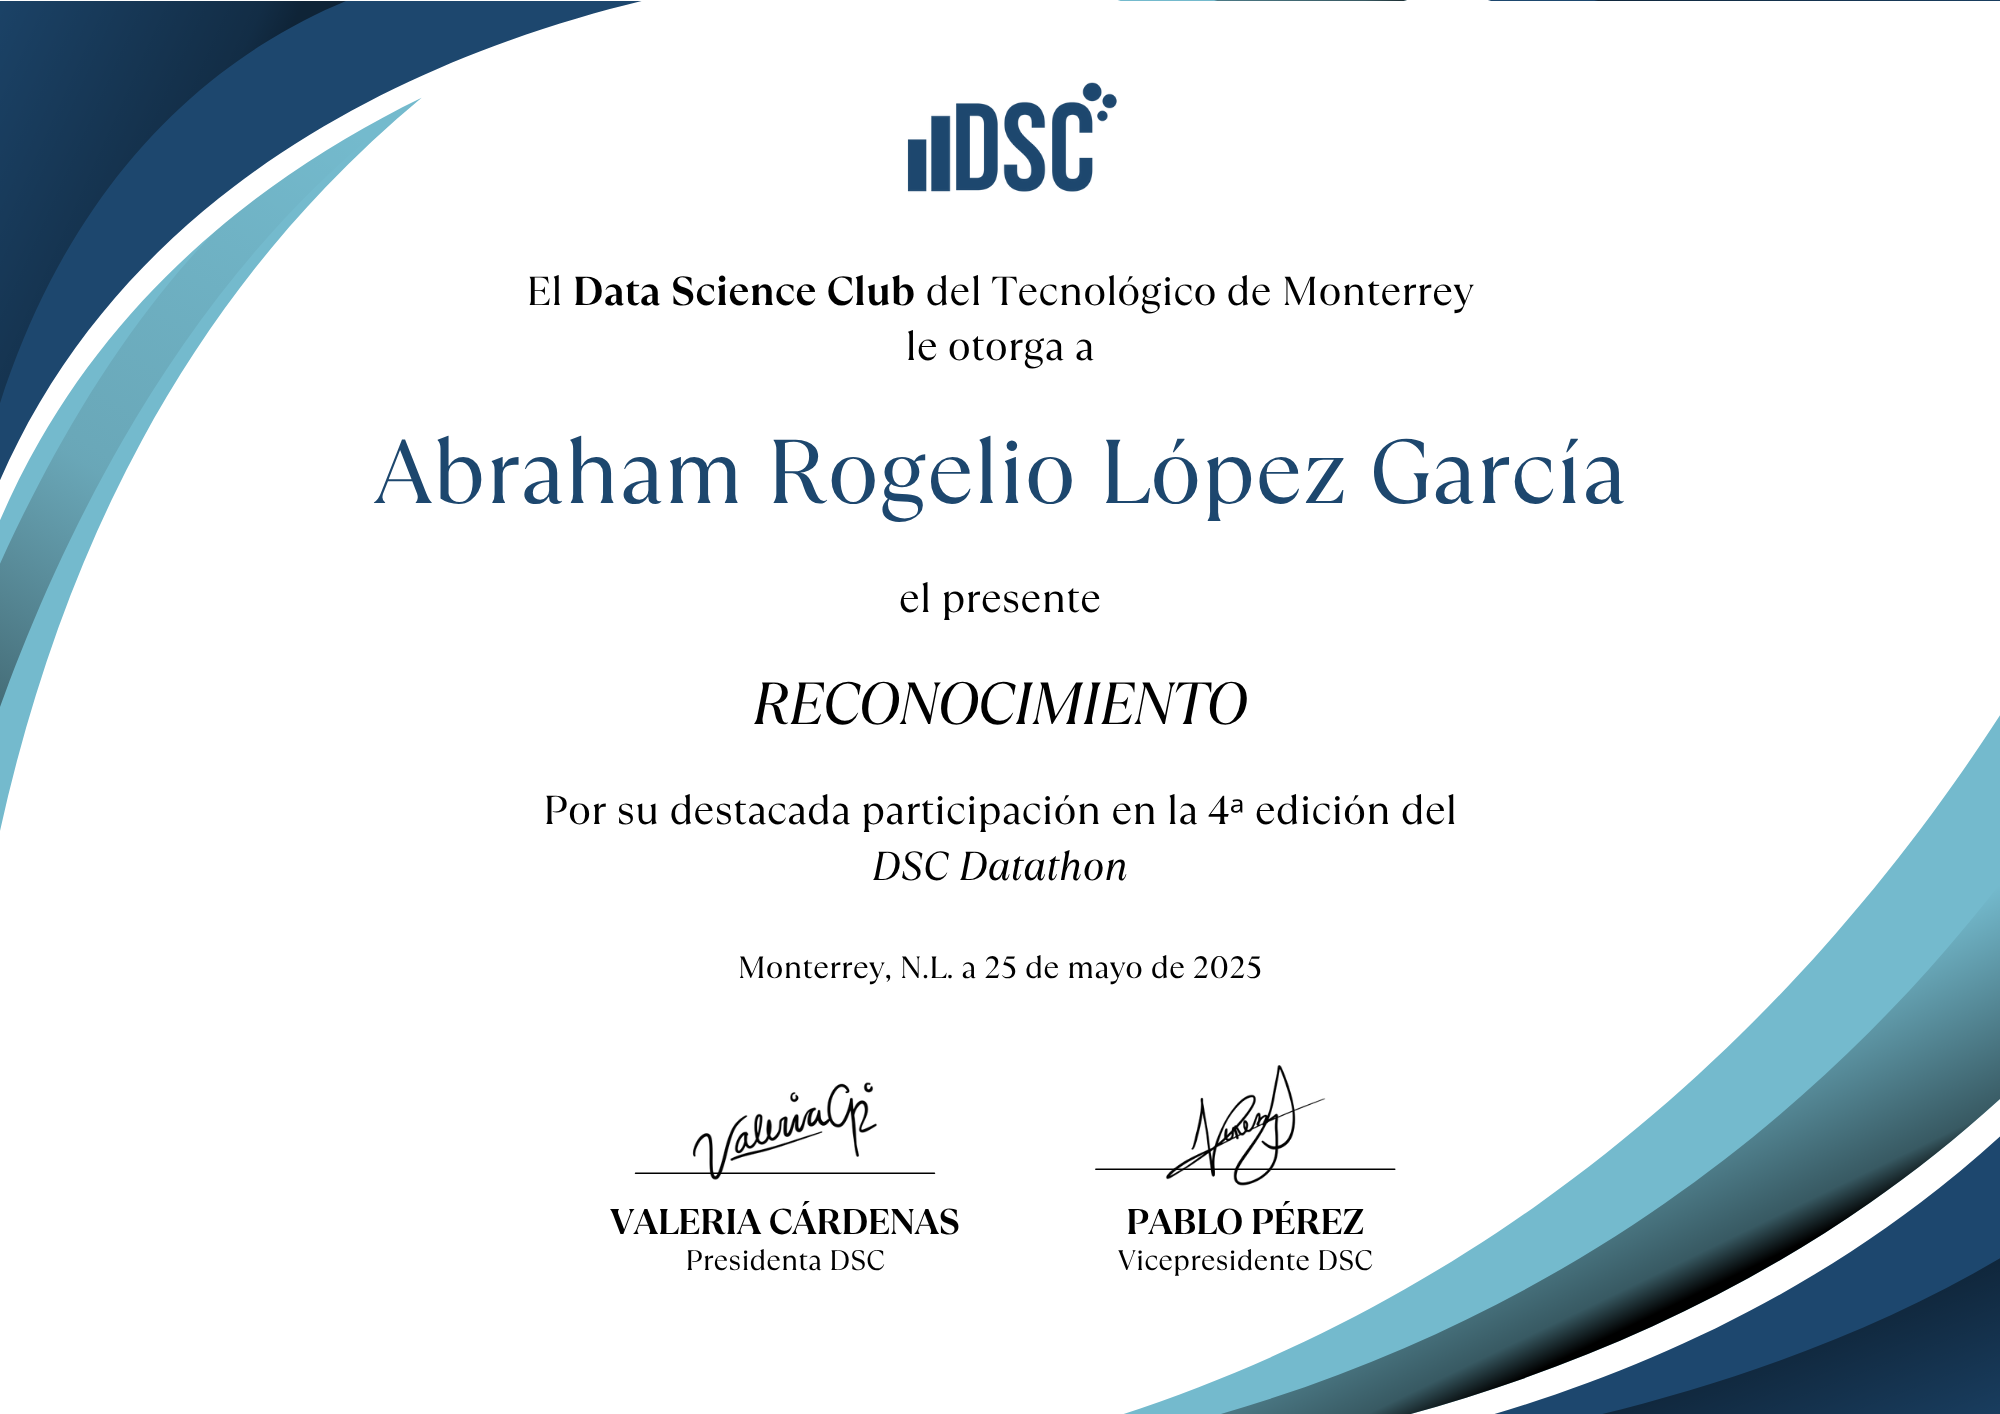 DSC
El Data Science Club del Tecnológico de Monterrey
le otorga a
Abraham Rogelio López García
el presente
RECONOCIMIENTO
Por su destacada participación en la 4ª edición del
DSC Datathon
Monterrey, N.L. a 25 de mayo de 2025
VALERIA CÁRDENAS
Presidenta DSC
PABLO PÉREZ
Vicepresidente DSC